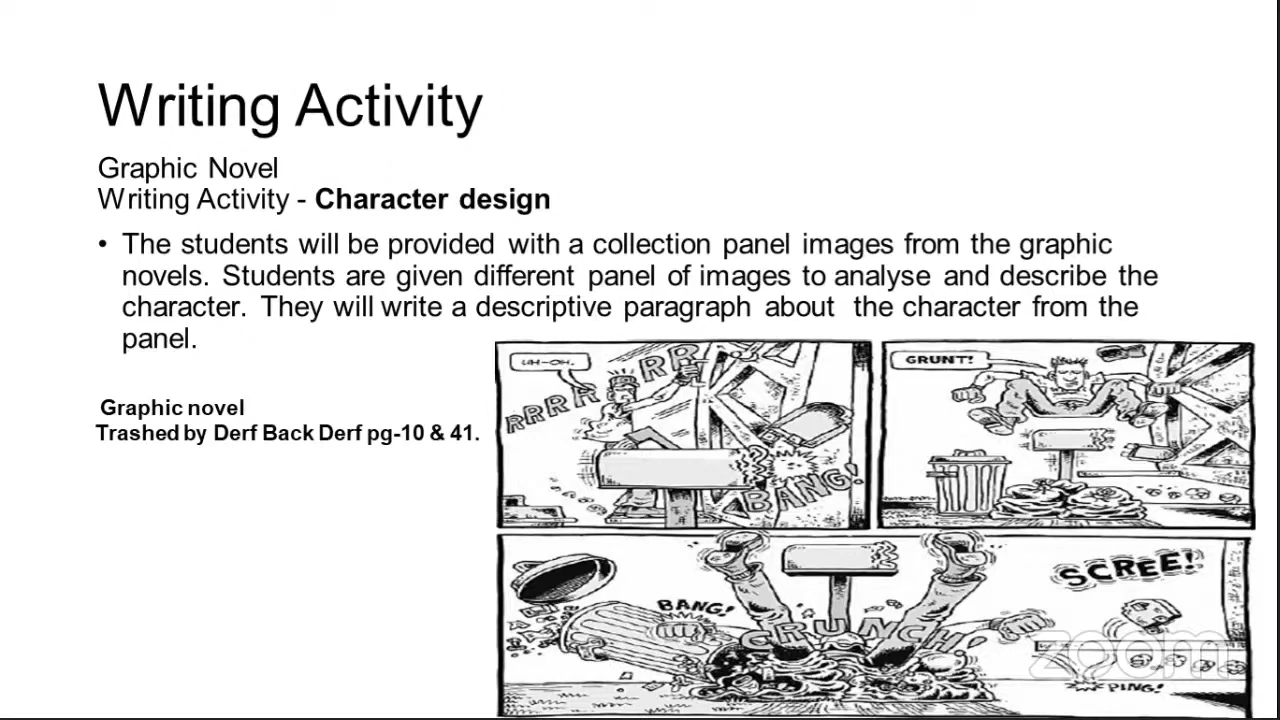 Writing Activity
Graphic Novel
Writing Activity - Character design
• The students will be provided with a collection panel images from the graphic
novels. Students are given different panel of images to analyse and describe the
character. They will write a descriptive paragraph about the character from the
panel.
Graphic novel
Trashed by Derf Back Derf pg-10 & 41.
UH-OH.
RRRRR
RR
BANG!
GRUNT!
BANG!
CRUNCH!
SCREE!
PING!
zoom